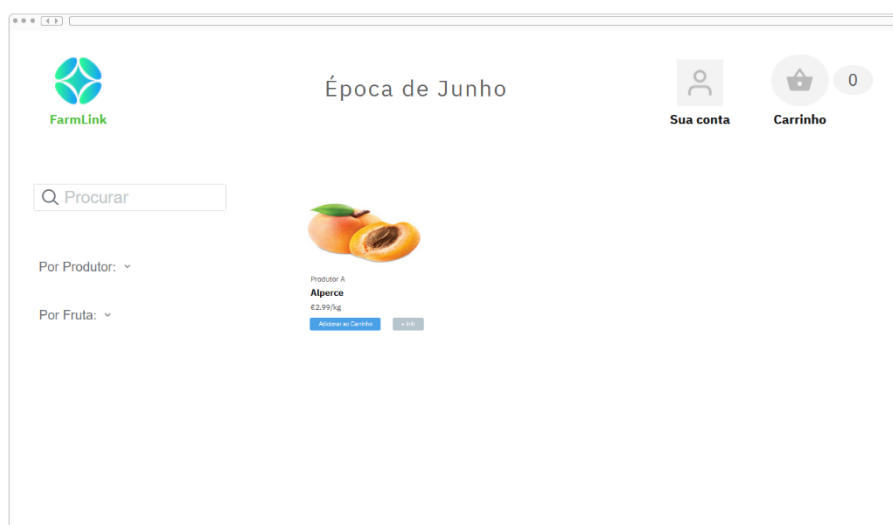 FarmLink
Época de Junho
Sua conta
Carrinho
0
Procurar
Por Produtor:
Por Fruta:
Produtor A
Alperce
€2.99/kg
Adicionar ao Carrinho
+ Info